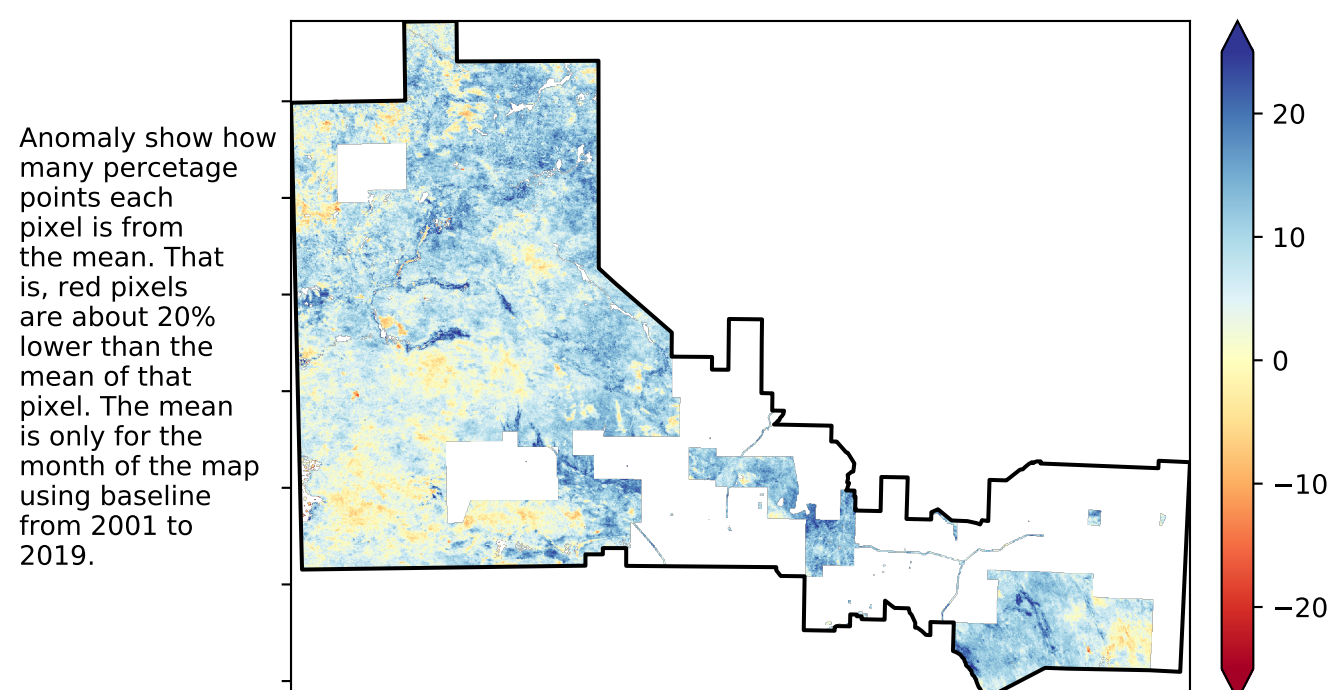 Anomaly show how
many percetage
points each
pixel is from
the mean. That
is, red pixels
are about 20%
lower than the
mean of that
pixel. The mean
is only for the
month of the map
using baseline
from 2001 to
2019.
20
10
0
−10
−20